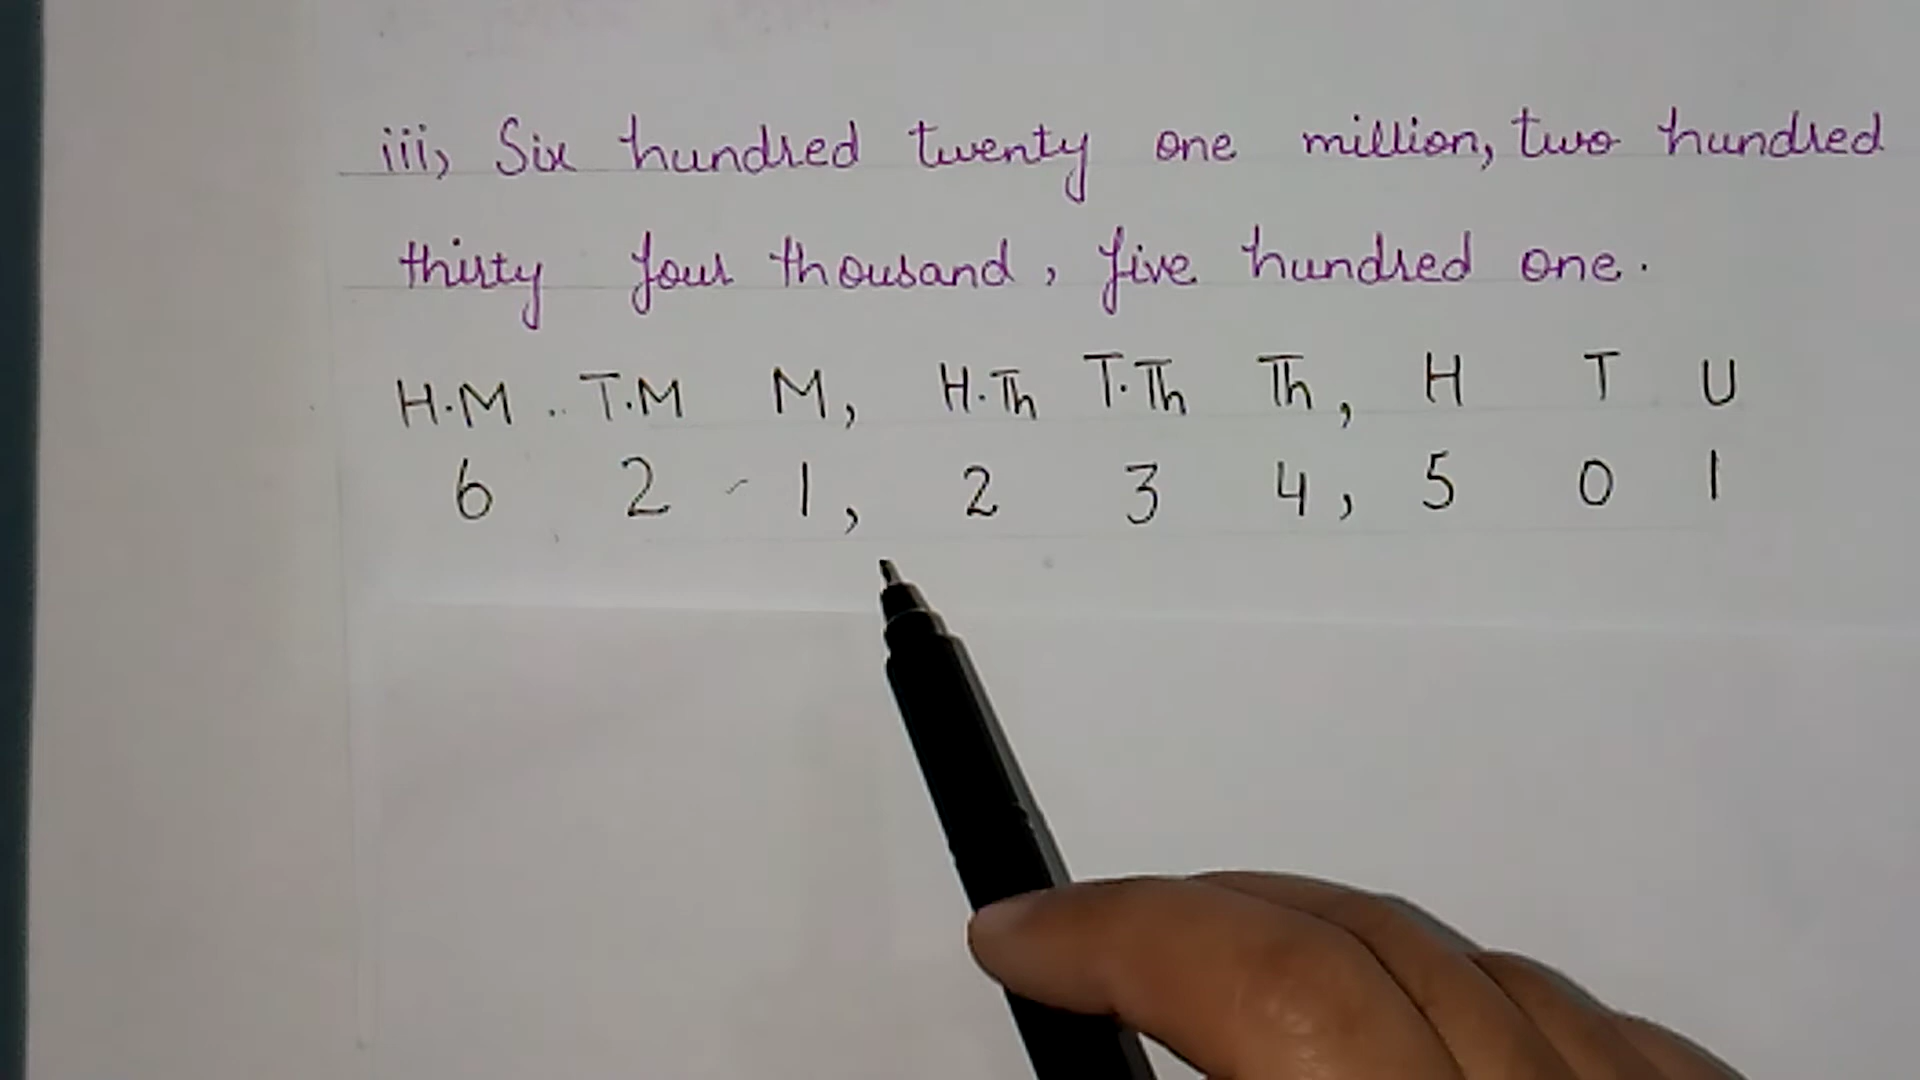 iii, Six hundred twenty one million, two hundred
thirty four thousand, five hundred one.
H.M. T.M M, H.Th T.Th Th, H T U
6 2 1, 2 3 4, 5 0 1